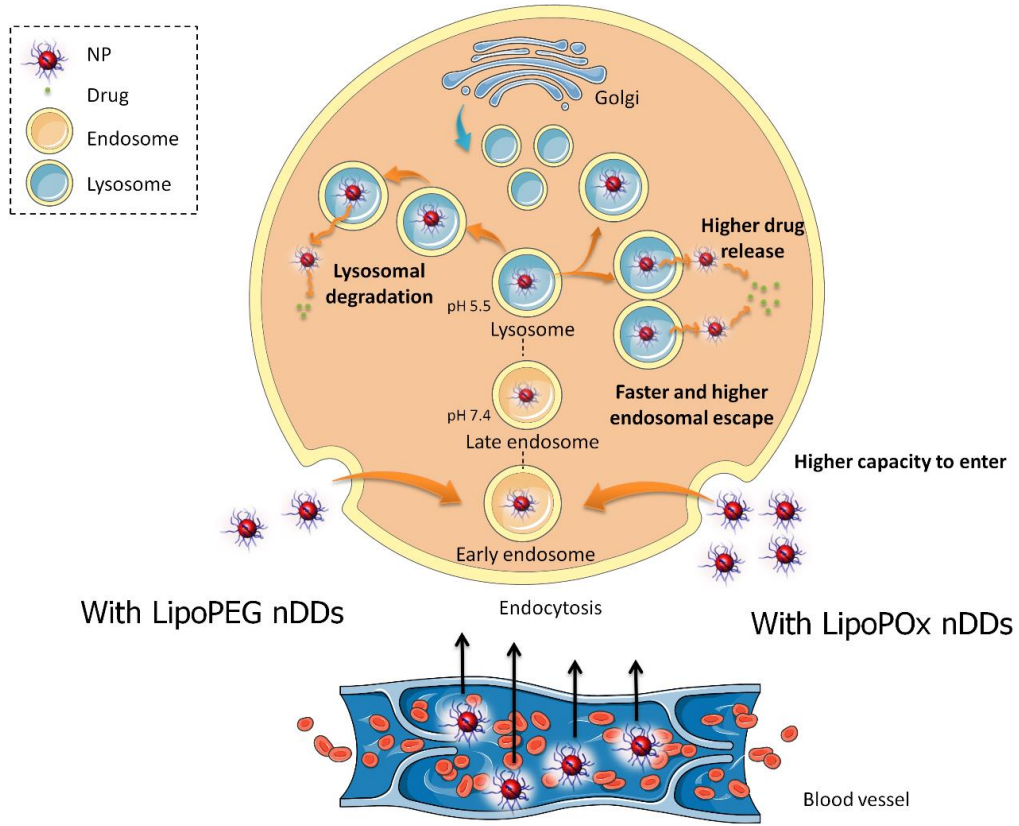 NP
Drug
Endosome
Lysosome
Golgi
Higher drug
release
Lysosomal
degradation
pH 5.5
Lysosome
Faster and higher
endosomal escape
pH 7.4
Late endosome
Higher capacity to enter
Early endosome
With LipoPEG nDDs
Endocytosis
With LipoPOx nDDs
Blood vessel